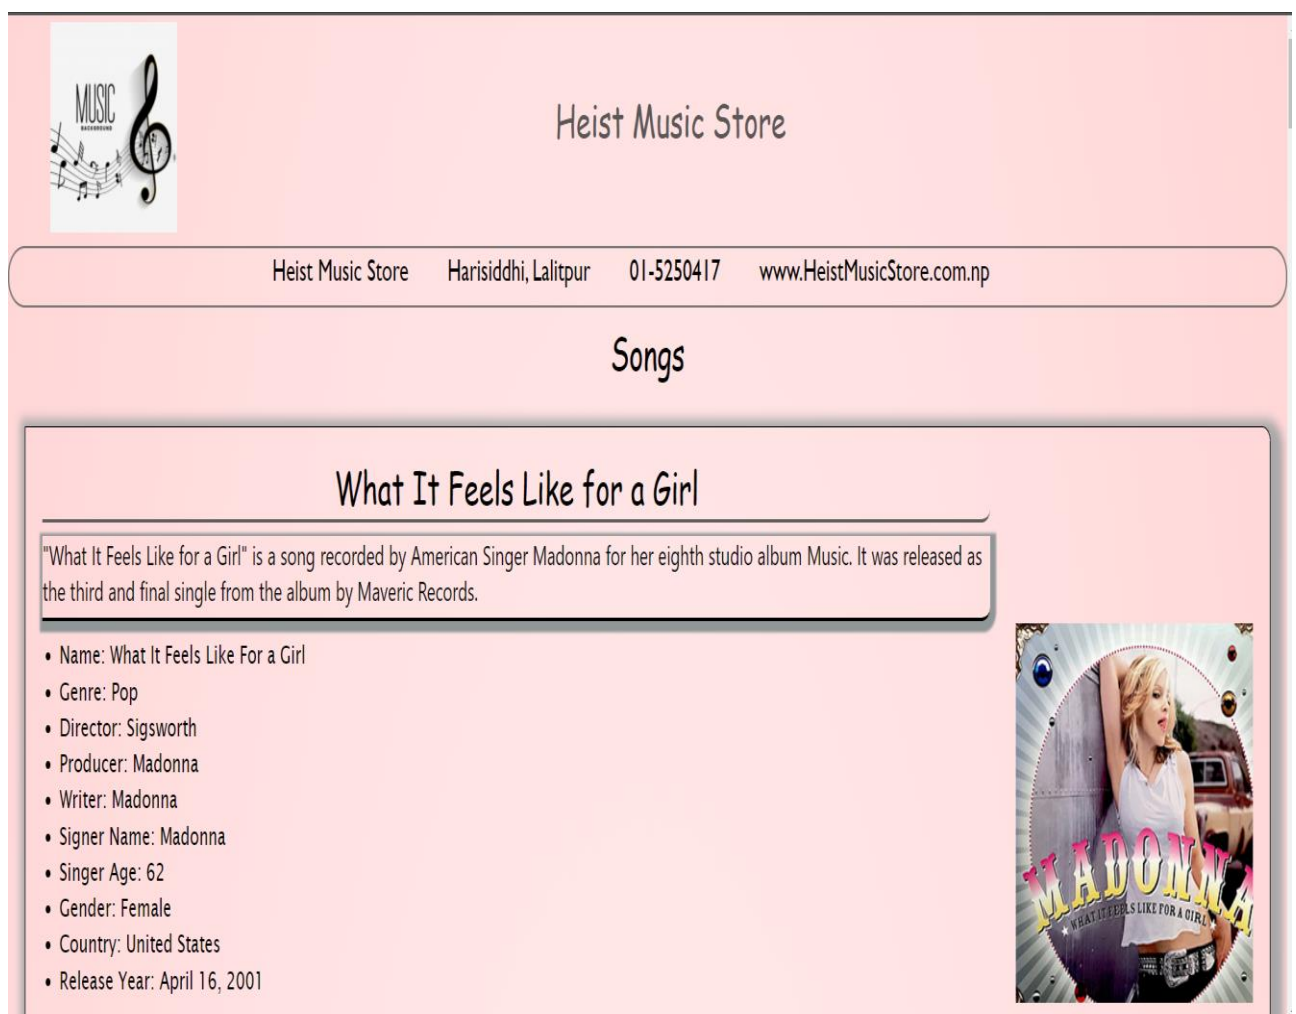 MUSIC
BACKGROUND
Heist Music Store
Heist Music Store Harisiddhi, Lalitpur 01-5250417 www.HeistMusicStore.com.np
Songs
What It Feels Like for a Girl
"What It Feels Like for a Girl" is a song recorded by American Singer Madonna for her eighth studio album Music. It was released as
the third and final single from the album by Maveric Records.
• Name: What It Feels Like For a Girl
• Genre: Pop
• Director: Sigsworth
• Producer: Madonna
• Writer: Madonna
• Signer Name: Madonna
• Singer Age: 62
• Gender: Female
• Country: United States
• Release Year: April 16, 2001
MADONNA
WHAT IT FEELS LIKE FOR A GIRL